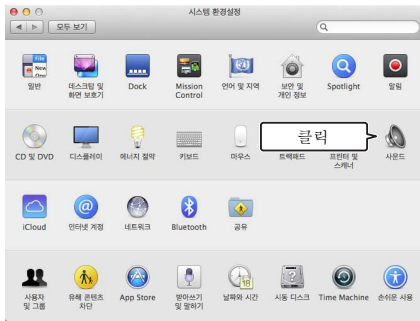 시스템 환경설정
모두 보기
File
New
일반
데스크탑 및
화면 보호기
Dock
Mission
Control
언어 및 지역
보안 및
개인 정보
Spotlight
알림
CD 및 DVD
디스플레이
에너지 절약
키보드
마우스
트랙패드
프린터 및
스캐너
사운드
클릭
iCloud
인터넷 계정
네트워크
Bluetooth
공유
사용자
및 그룹
유해 콘텐츠
차단
App Store
받아쓰기
및 말하기
날짜와 시간
18
시동 디스크
Time Machine
손쉬운 사용